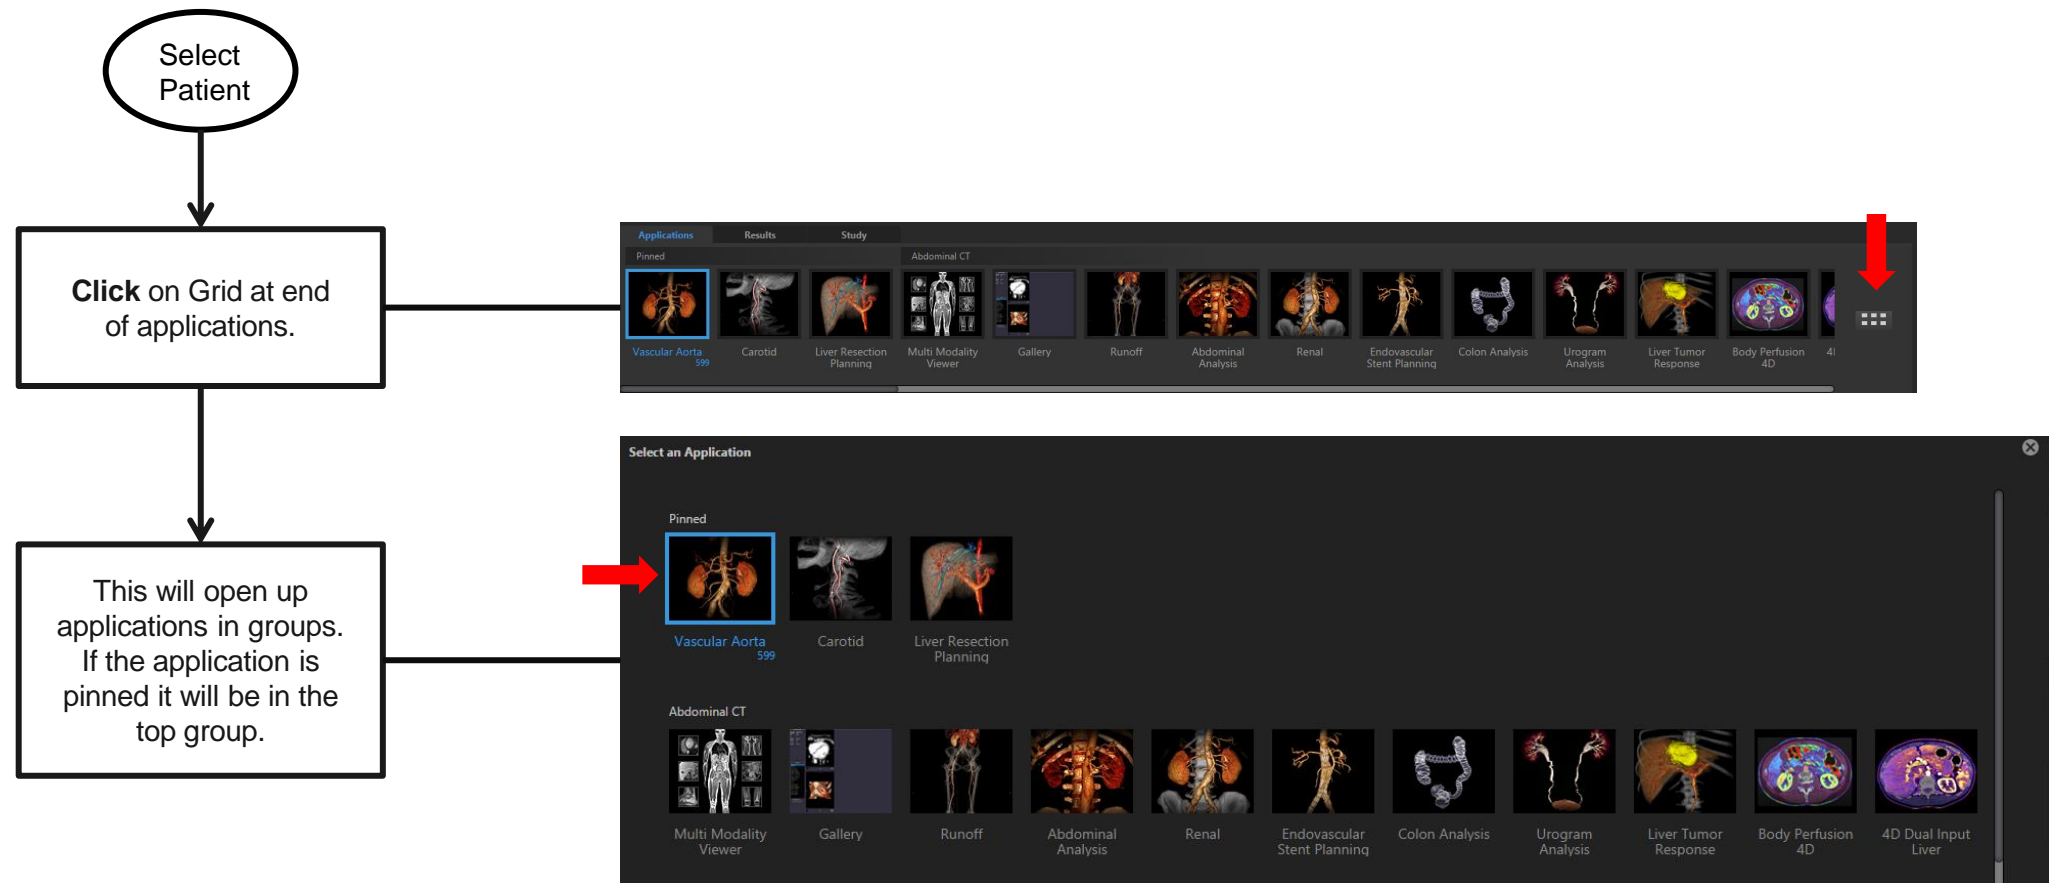 Select
Patient
Click on Grid at end
of applications.
Applications Results Study
Pinned Abdominal CT
Vascular Aorta
599
Carotid
Liver Resection
Planning
Multi Modality
Viewer
Gallery
Runoff
Abdominal
Analysis
Renal
Endovascular
Stent Planning
Colon Analysis
Urogram
Analysis
Liver Tumor
Response
Body Perfusion
4D
4
This will open up
applications in groups.
If the application is
pinned it will be in the
top group.
Select an Application
Pinned
Vascular Aorta
599
Carotid
Liver Resection
Planning
Abdominal CT
Multi Modality
Viewer
Gallery
Runoff
Abdominal
Analysis
Renal
Endovascular
Stent Planning
Colon Analysis
Urogram
Analysis
Liver Tumor
Response
Body Perfusion
4D
4D Dual Input
Liver